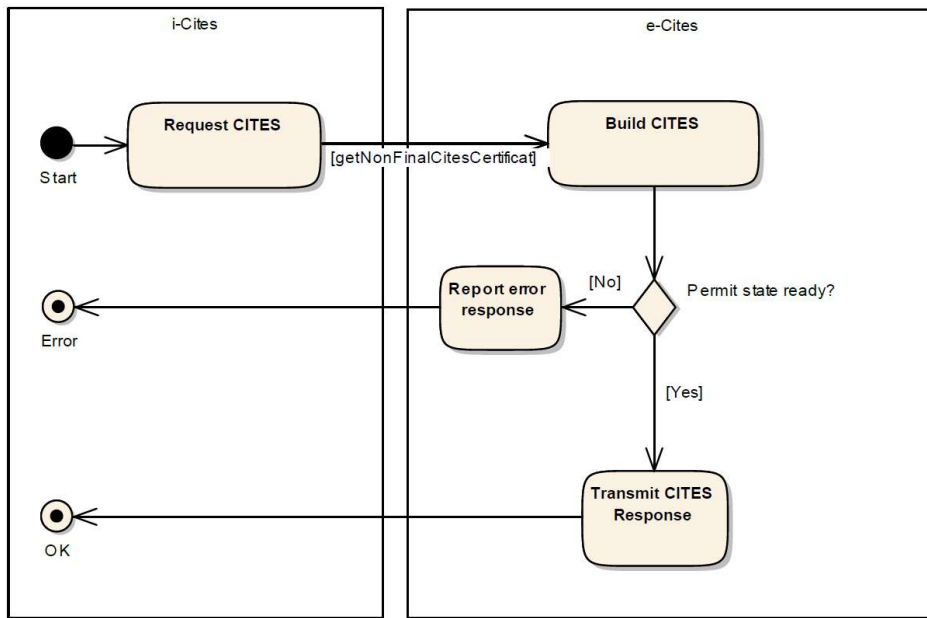 i-Cites
e-Cites
Request CITES
Build CITES
[getNonFinalCitesCertificat]
Start
[No]
Permit state ready?
Report error
response
Error
[Yes]
Transmit CITES
Response
OK